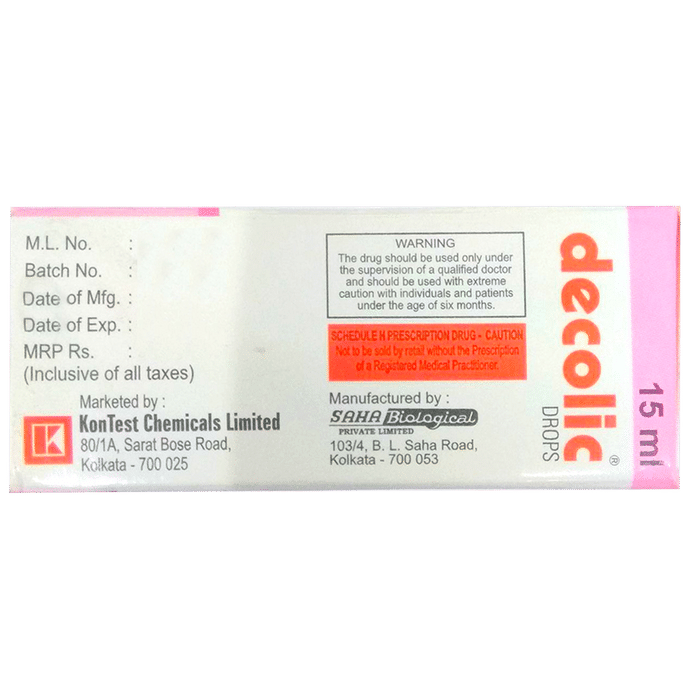 M.L. No. :
Batch No. :
Date of Mfg. :
Date of Exp. :
MRP Rs. :
(Inclusive of all taxes)
Marketed by :
K
KonTest Chemicals Limited
80/1A, Sarat Bose Road,
Kolkata - 700 025
WARNING
The drug should be used only under
the supervision of a qualified doctor
and should be used with extreme
caution with individuals and patients
under the age of six months.
SCHEDULE H PRESCRIPTION DRUG - CAUTION
Not to be sold by retail without the Prescription
of a Registered Medical Practitioner.
Manufactured by :
SAHA Biological
PRIVATE LIMITED
103/4, B. L. Saha Road,
Kolkata - 700 053
decolic®
DROPS
15 ml